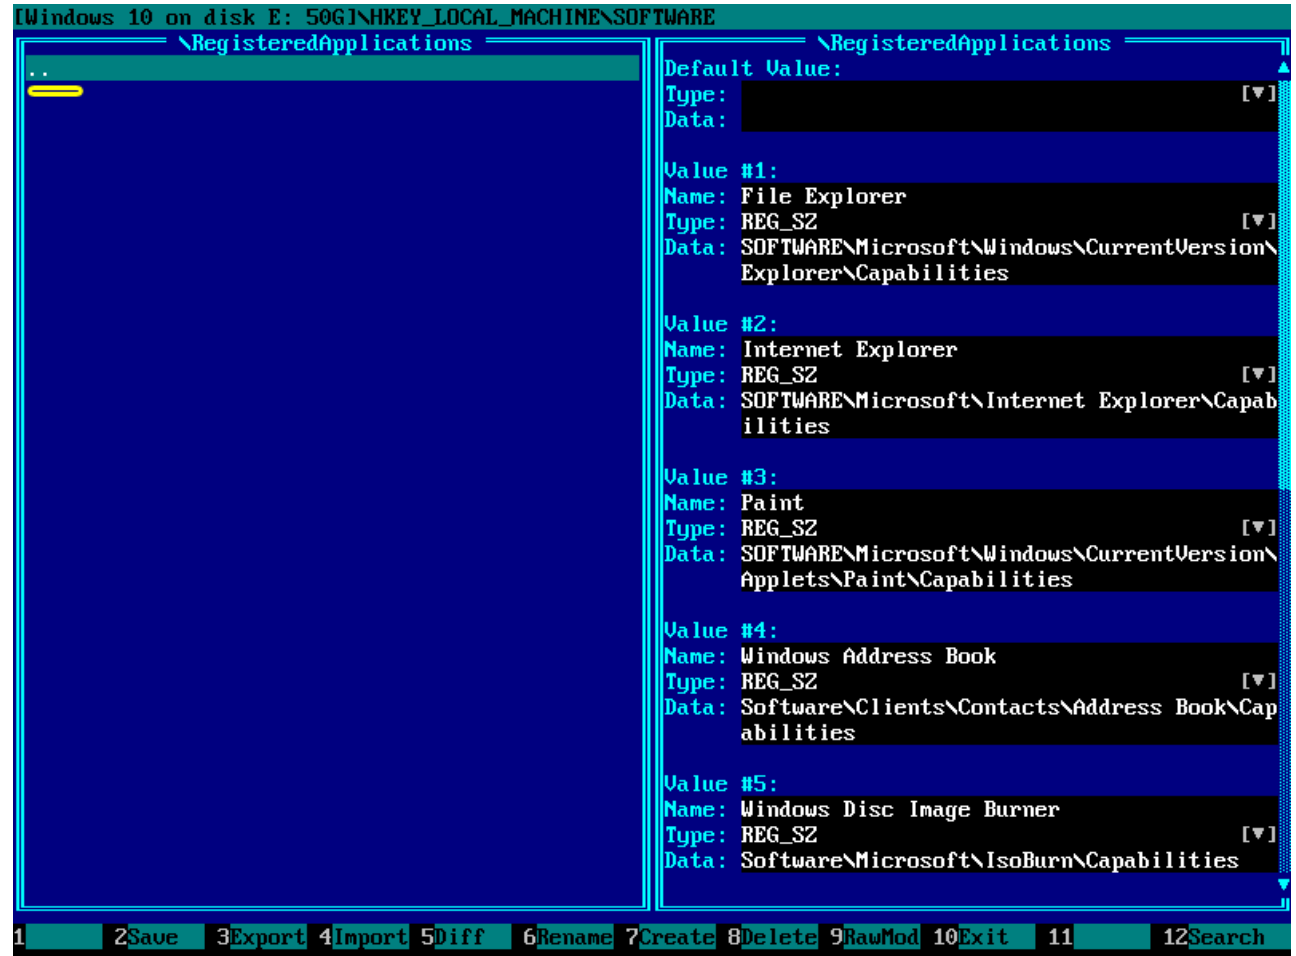 [Windows 10 on disk E: 50G]\HKEY_LOCAL_MACHINE\SOFTWARE
\RegisteredApplications
..
\RegisteredApplications
Default Value:
Type: [▼]
Data:
Value #1:
Name: File Explorer
Type: REG_SZ [▼]
Data: SOFTWARE\Microsoft\Windows\CurrentVersion\
Explorer\Capabilities
Value #2:
Name: Internet Explorer
Type: REG_SZ [▼]
Data: SOFTWARE\Microsoft\Internet Explorer\Capab
ilities
Value #3:
Name: Paint
Type: REG_SZ [▼]
Data: SOFTWARE\Microsoft\Windows\CurrentVersion\
Applets\Paint\Capabilities
Value #4:
Name: Windows Address Book
Type: REG_SZ [▼]
Data: Software\Clients\Contacts\Address Book\Cap
abilities
Value #5:
Name: Windows Disc Image Burner
Type: REG_SZ [▼]
Data: Software\Microsoft\IsoBurn\Capabilities
1 2Save 3Export 4Import 5Diff 6Rename 7Create 8Delete 9RawMod 10Exit 11 12Search